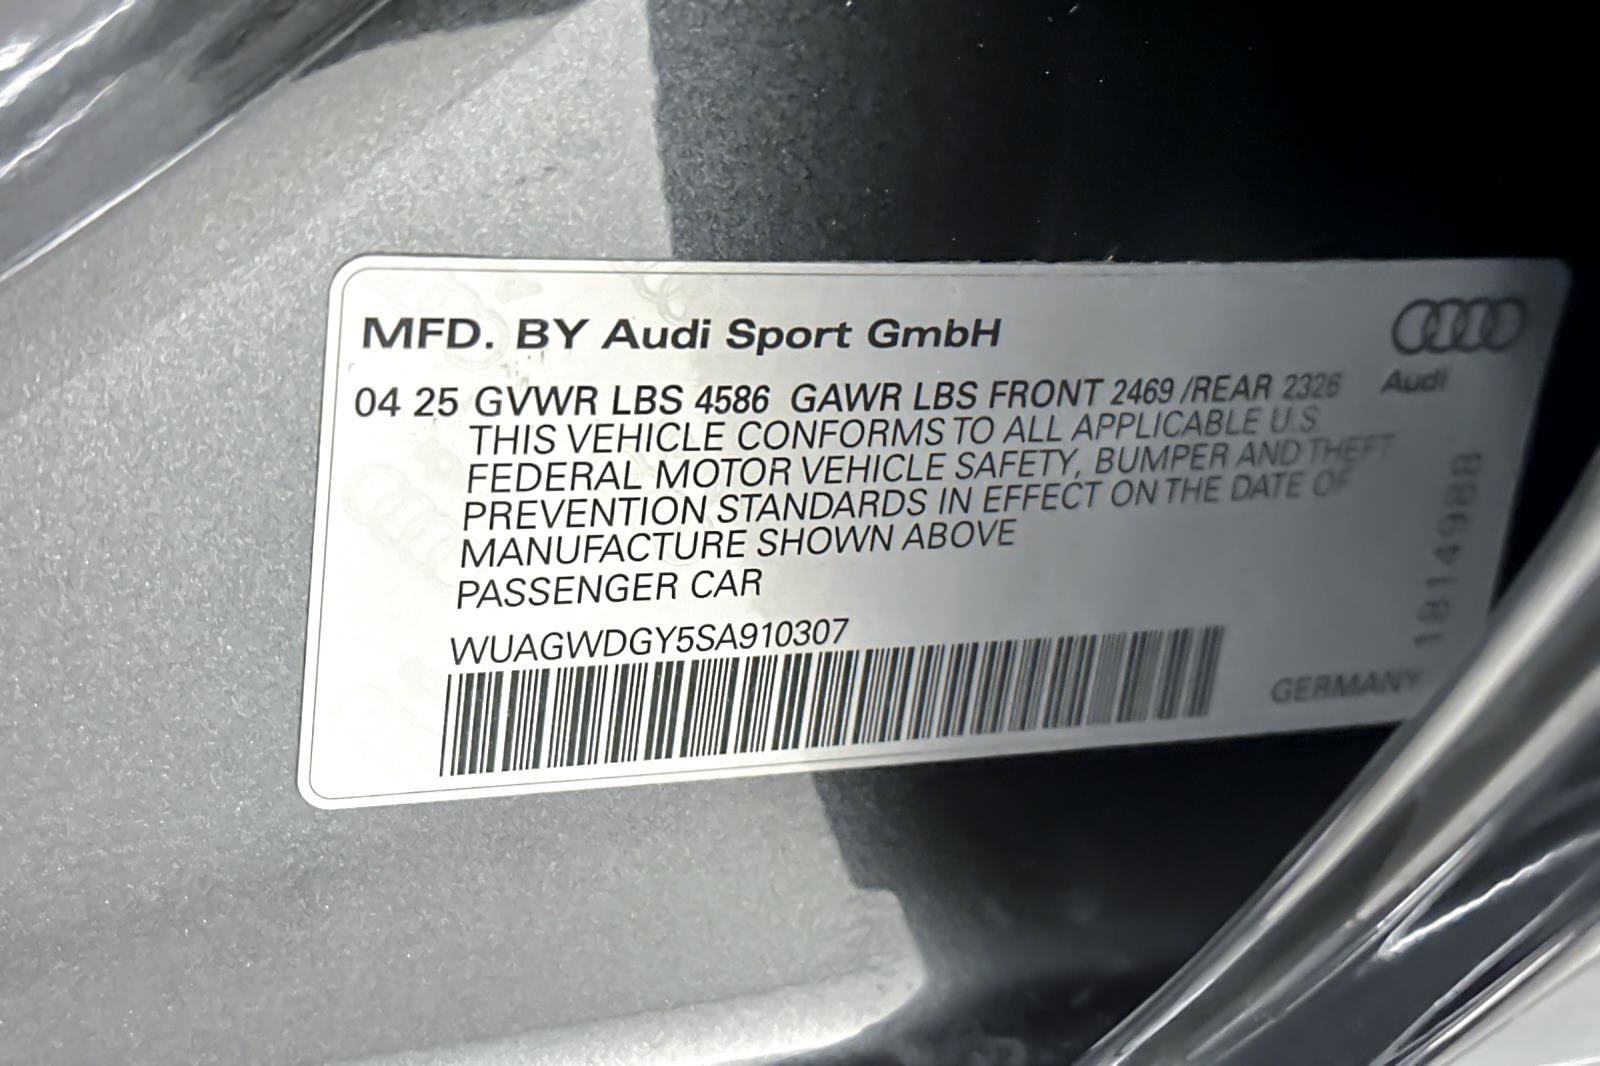 MFD. BY Audi Sport GmbH
Audi
04 25 GVWR LBS 4586 GAWR LBS FRONT 2469 /REAR 2326
THIS VEHICLE CONFORMS TO ALL APPLICABLE U.S.
FEDERAL MOTOR VEHICLE SAFETY, BUMPER AND THEFT
PREVENTION STANDARDS IN EFFECT ON THE DATE OF
MANUFACTURE SHOWN ABOVE
PASSENGER CAR
WUAGWDGY5SA910307
GERMANY
1814988